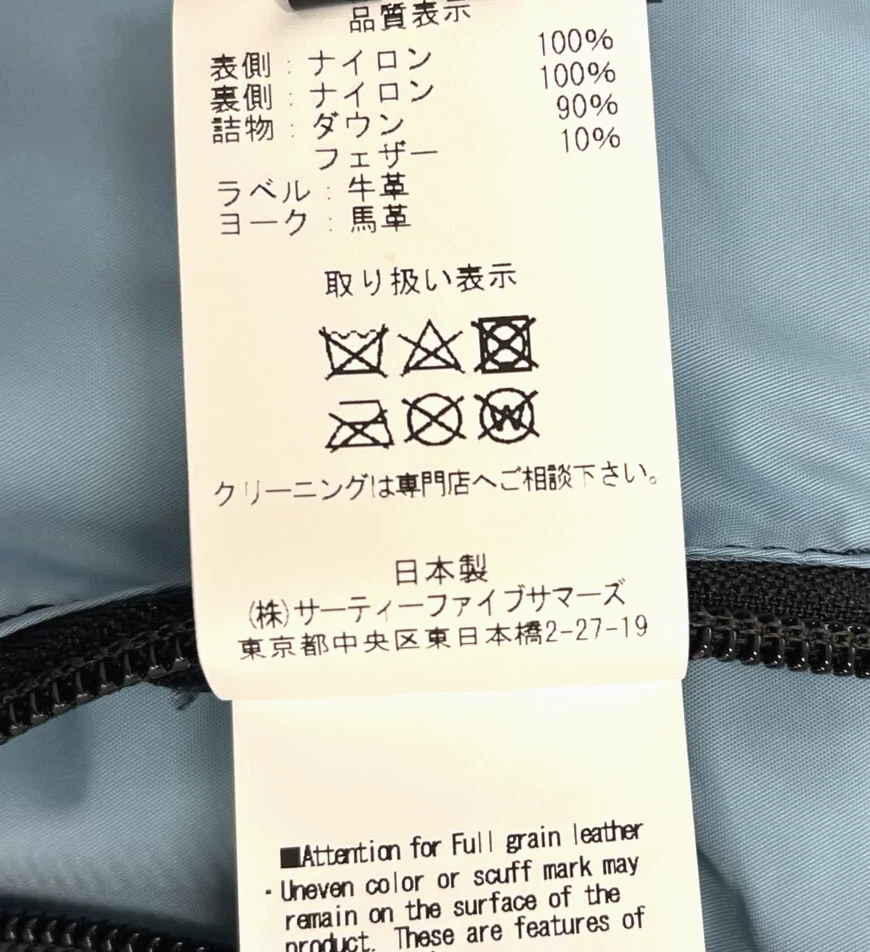 品質表示
表側：ナイロン 100%
裏側：ナイロン 100%
詰物：ダウン 90%
フェザー 10%
ラベル：牛革
ヨーク：馬革
取り扱い表示
W
クリーニングは専門店へご相談下さい。
日本製
(株)サーティーファイブサマーズ
東京都中央区東日本橋2-27-19
■Attention for Full grain leather
・Uneven color or scuff mark may
remain on the surface of the
product. These are features of